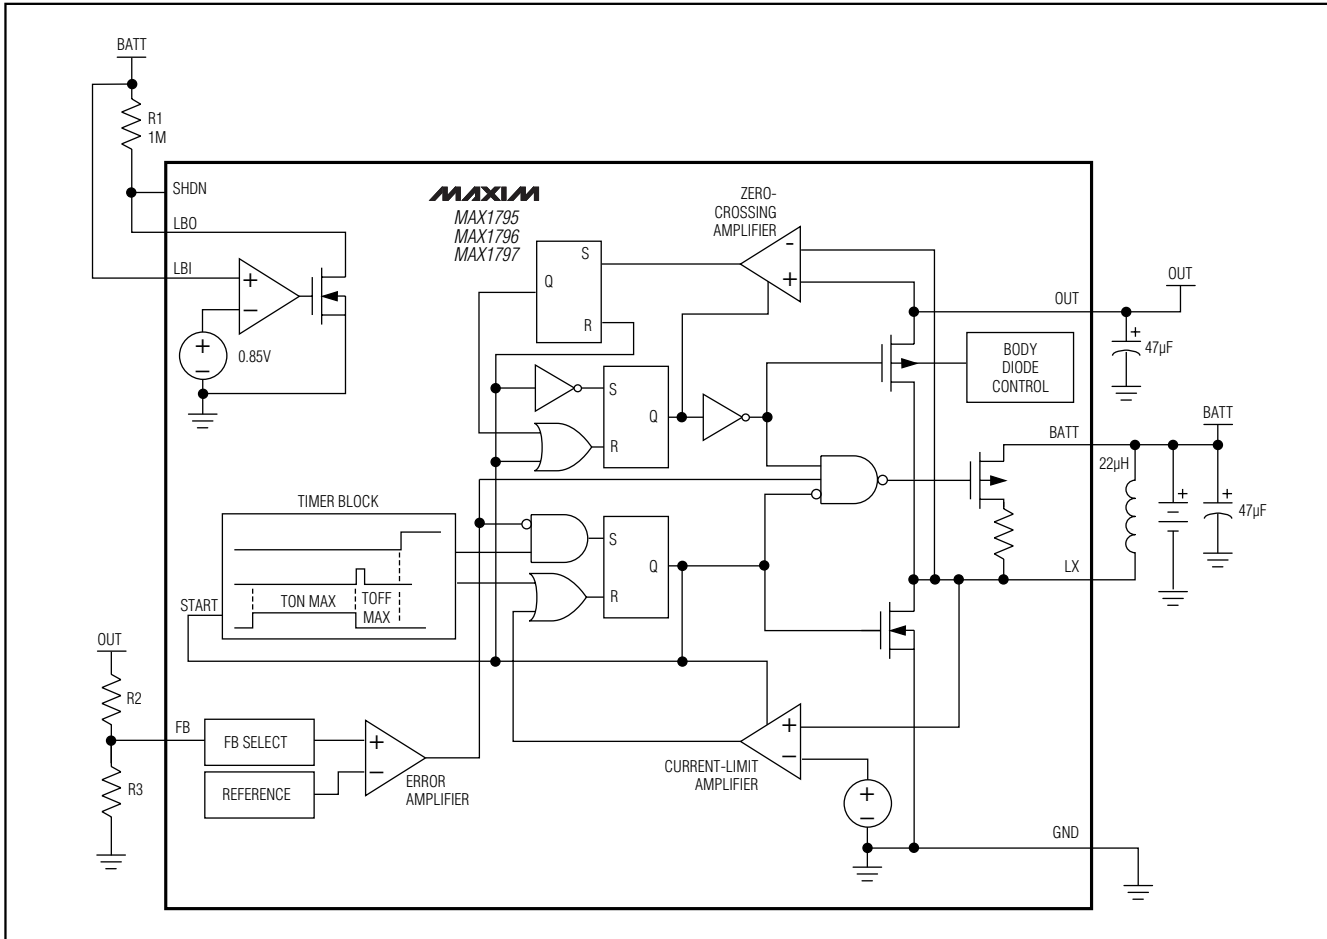 BATT
R1
1M
SHDN
LBO
LBI
+
−
+
−
0.85V
MAXIM
MAX1795
MAX1796
MAX1797
S
Q
R
ZERO-
CROSSING
AMPLIFIER
-
+
OUT
OUT
+
47µF
BODY
DIODE
CONTROL
S
Q
R
BATT
BATT
22µH
+
+
47µF
TIMER BLOCK
TON MAX
TOFF
MAX
START
S
Q
R
LX
OUT
R2
FB
R3
FB SELECT
REFERENCE
+
−
ERROR
AMPLIFIER
CURRENT-LIMIT
AMPLIFIER
+
−
+
−
GND